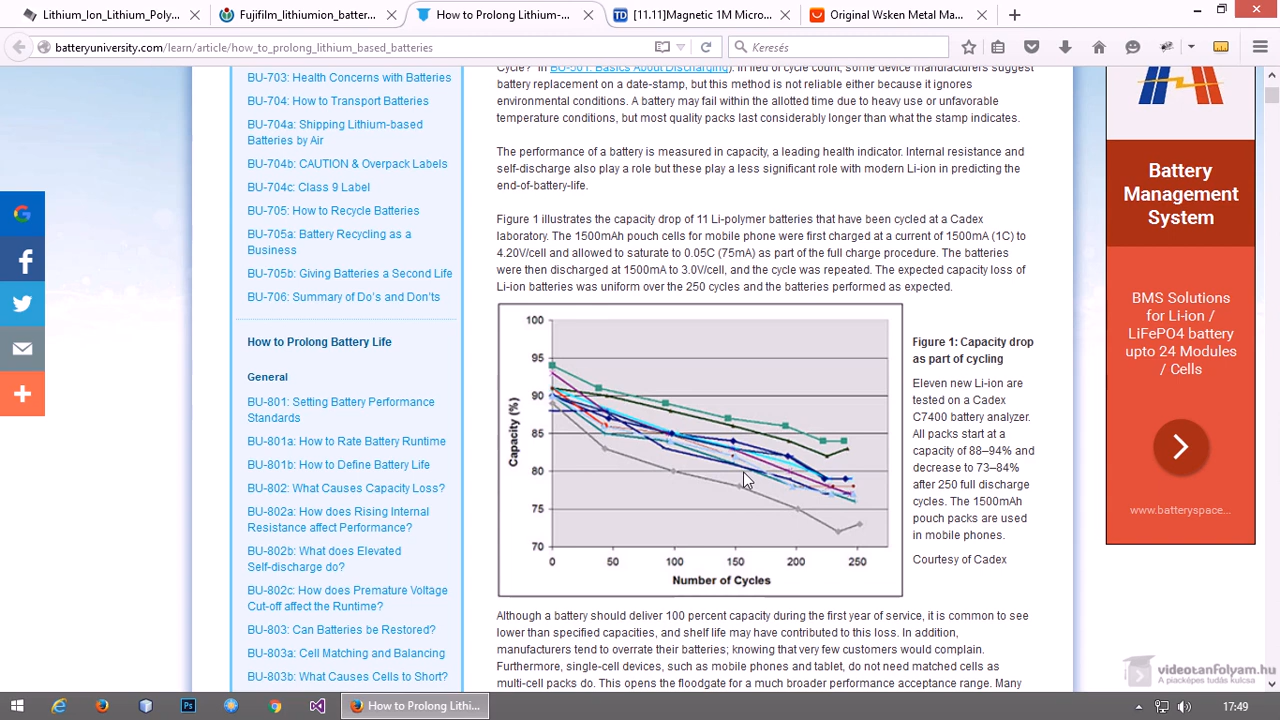 Lithium_Ion_Lithium_Poly...
Fujifilm_lithiumion_batter...
How to Prolong Lithium-...
[11.11]Magnetic 1M Micro...
Original Wsken Metal Ma...
batteryuniversity.com/learn/article/how_to_prolong_lithium_based_batteries
Keresés
BU-703: Health Concerns with Batteries
BU-704: How to Transport Batteries
BU-704a: Shipping Lithium-based
Batteries by Air
BU-704b: CAUTION & Overpack Labels
BU-704c: Class 9 Label
BU-705: How to Recycle Batteries
BU-705a: Battery Recycling as a
Business
BU-705b: Giving Batteries a Second Life
BU-706: Summary of Do's and Don'ts
How to Prolong Battery Life
General
BU-801: Setting Battery Performance
Standards
BU-801a: How to Rate Battery Runtime
BU-801b: How to Define Battery Life
BU-802: What Causes Capacity Loss?
BU-802a: How does Rising Internal
Resistance affect Performance?
BU-802b: What does Elevated
Self-discharge do?
BU-802c: How does Premature Voltage
Cut-off affect the Runtime?
BU-803: Can Batteries be Restored?
BU-803a: Cell Matching and Balancing
BU-803b: What Causes Cells to Short?
Cycle? in BU-501: Basics About Discharging). In lieu of cycle count, some device manufacturers suggest
battery replacement on a date-stamp, but this method is not reliable either because it ignores
environmental conditions. A battery may fail within the allotted time due to heavy use or unfavorable
temperature conditions, but most quality packs last considerably longer than what the stamp indicates.
The performance of a battery is measured in capacity, a leading health indicator. Internal resistance and
self-discharge also play a role but these play a less significant role with modern Li-ion in predicting the
end-of-battery-life.
Figure 1 illustrates the capacity drop of 11 Li-polymer batteries that have been cycled at a Cadex
laboratory. The 1500mAh pouch cells for mobile phone were first charged at a current of 1500mA (1C) to
4.20V/cell and allowed to saturate to 0.05C (75mA) as part of the full charge procedure. The batteries
were then discharged at 1500mA to 3.0V/cell, and the cycle was repeated. The expected capacity loss of
Li-ion batteries was uniform over the 250 cycles and the batteries performed as expected.
100
95
90
85
80
75
70
Capacity (%)
0 50 100 150 200 250
Number of Cycles
Figure 1: Capacity drop
as part of cycling
Eleven new Li-ion are
tested on a Cadex
C7400 battery analyzer.
All packs start at a
capacity of 88–94% and
decrease to 73–84%
after 250 full discharge
cycles. The 1500mAh
pouch packs are used
in mobile phones.
Courtesy of Cadex
Although a battery should deliver 100 percent capacity during the first year of service, it is common to see
lower than specified capacities, and shelf life may have contributed to this loss. In addition,
manufacturers tend to overrate their batteries; knowing that very few customers would complain.
Furthermore, single-cell devices, such as mobile phones and tablet, do not need matched cells as
multi-cell packs do. This opens the floodgate for a much broader performance acceptance range. Many
Battery
Management
System
BMS Solutions
for Li-ion /
LiFePO4 battery
upto 24 Modules
/ Cells
www.batteryspace...
videotanfolyam.hu
A piacképes tudás kulcsa
How to Prolong Lithi...
17:49